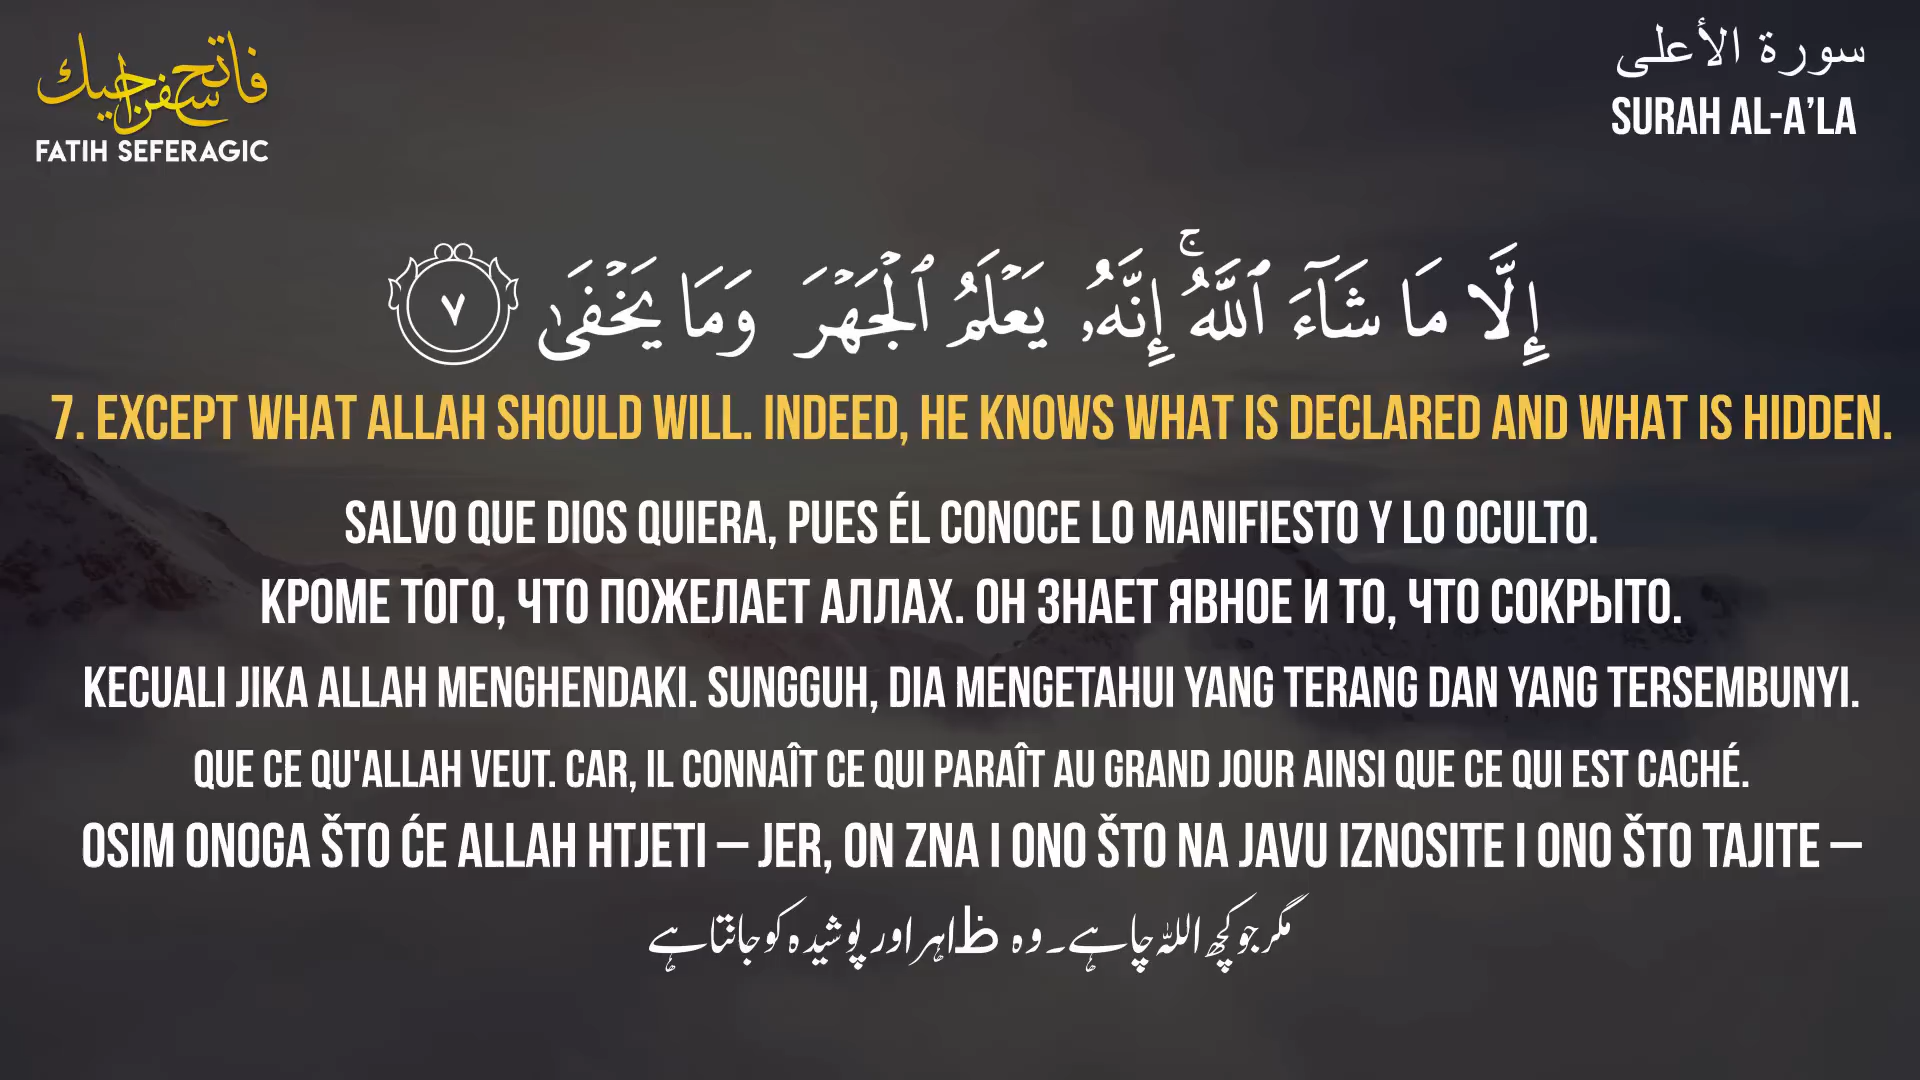 فاتح سفراجيك
FATIH SEFERAGIC
سورة الأعلى
SURAH AL-A’LA
إِلَّا مَا شَآءَ ٱللَّهُ ۚ إِنَّهُۥ يَعۡلَمُ ٱلۡجَهۡرَ وَمَا يَخۡفَىٰ ٧
7. EXCEPT WHAT ALLAH SHOULD WILL. INDEED, HE KNOWS WHAT IS DECLARED AND WHAT IS HIDDEN.
SALVO QUE DIOS QUIERA, PUES ÉL CONOCE LO MANIFIESTO Y LO OCULTO.
КРОМЕ ТОГО, ЧТО ПОЖЕЛАЕТ АЛЛАХ. ОН ЗНАЕТ ЯВНОЕ И ТО, ЧТО СОКРЫТО.
KECUALI JIKA ALLAH MENGHENDAKI. SUNGGUH, DIA MENGETAHUI YANG TERANG DAN YANG TERSEMBUNYI.
QUE CE QU'ALLAH VEUT. CAR, IL CONNAÎT CE QUI PARAÎT AU GRAND JOUR AINSI QUE CE QUI EST CACHÉ.
OSIM ONOGA ŠTO ĆE ALLAH HTJETI – JER, ON ZNA I ONO ŠTO NA JAVU IZNOSITE I ONO ŠTO TAJITE –
مگر جو کچھ اللہ چاہے۔ وہ ظاہر اور پوشیدہ کو جانتا ہے